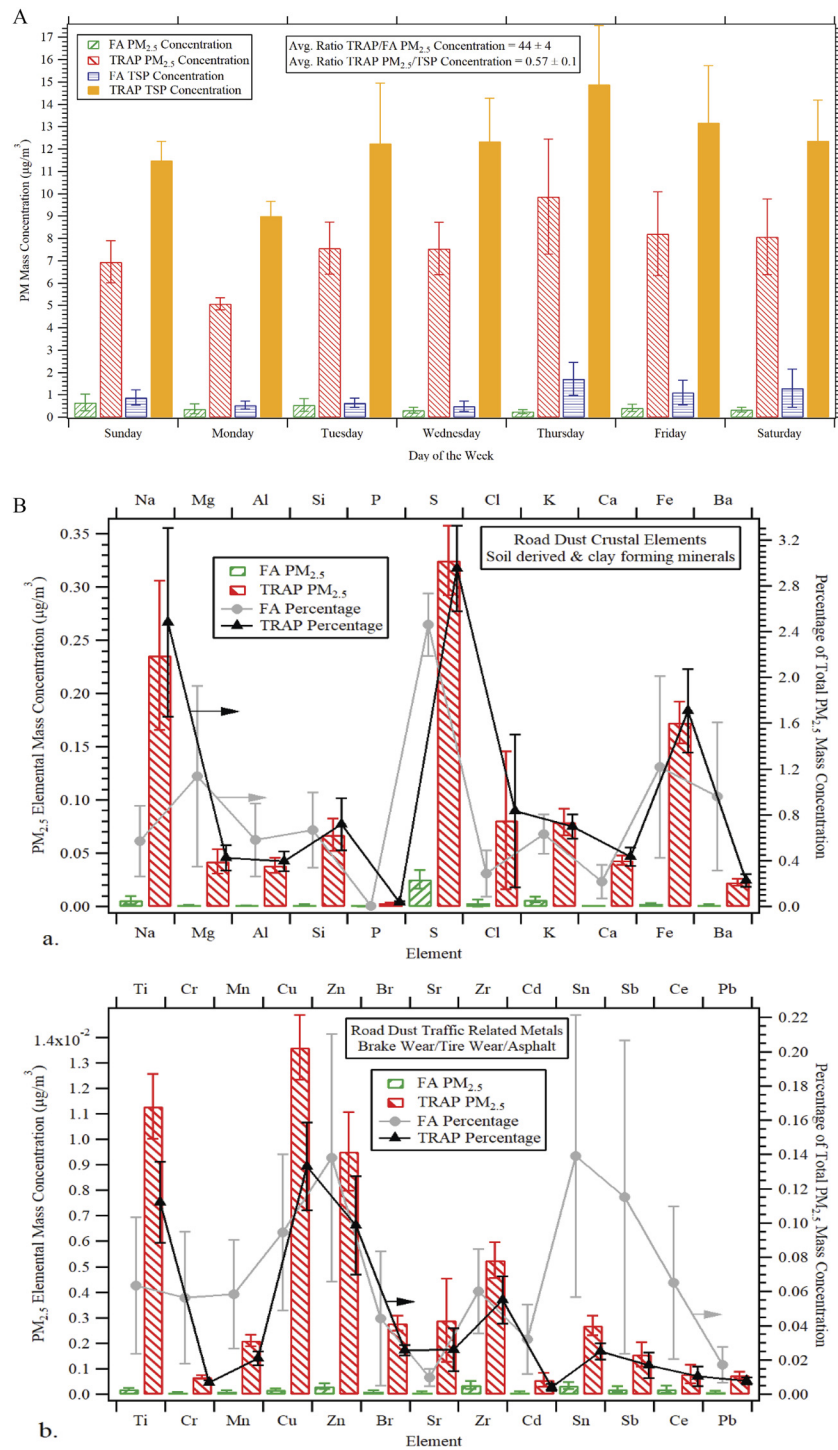 A
FA PM2.5 Concentration
TRAP PM2.5 Concentration
FA TSP Concentration
TRAP TSP Concentration
Avg. Ratio TRAP/FA PM2.5 Concentration = 44 ± 4
Avg. Ratio TRAP PM2.5/TSP Concentration = 0.57 ± 0.1
PM Mass Concentration (µg/m³)
17
16
15
14
13
12
11
10
9
8
7
6
5
4
3
2
1
0
Sunday Monday Tuesday Wednesday Thursday Friday Saturday
Day of the Week
B
Na Mg Al Si P S Cl K Ca Fe Ba
Road Dust Crustal Elements
Soil derived & clay forming minerals
FA PM2.5
TRAP PM2.5
FA Percentage
TRAP Percentage
PM2.5 Elemental Mass Concentration (µg/m³)
0.35
0.30
0.25
0.20
0.15
0.10
0.05
0.00
Percentage of Total PM2.5 Mass Concentration
3.2
2.8
2.4
2.0
1.6
1.2
0.8
0.4
0.0
Na Mg Al Si P S Cl K Ca Fe Ba
a.
Element
Ti Cr Mn Cu Zn Br Sr Zr Cd Sn Sb Ce Pb
Road Dust Traffic Related Metals
Brake Wear/Tire Wear/Asphalt
FA PM2.5
TRAP PM2.5
FA Percentage
TRAP Percentage
PM2.5 Elemental Mass Concentration (µg/m³)
1.4x10⁻²
1.3
1.2
1.1
1.0
0.9
0.8
0.7
0.6
0.5
0.4
0.3
0.2
0.1
0.0
Percentage of Total PM2.5 Mass Concentration
0.22
0.20
0.18
0.16
0.14
0.12
0.10
0.08
0.06
0.04
0.02
0.00
Ti Cr Mn Cu Zn Br Sr Zr Cd Sn Sb Ce Pb
b.
Element